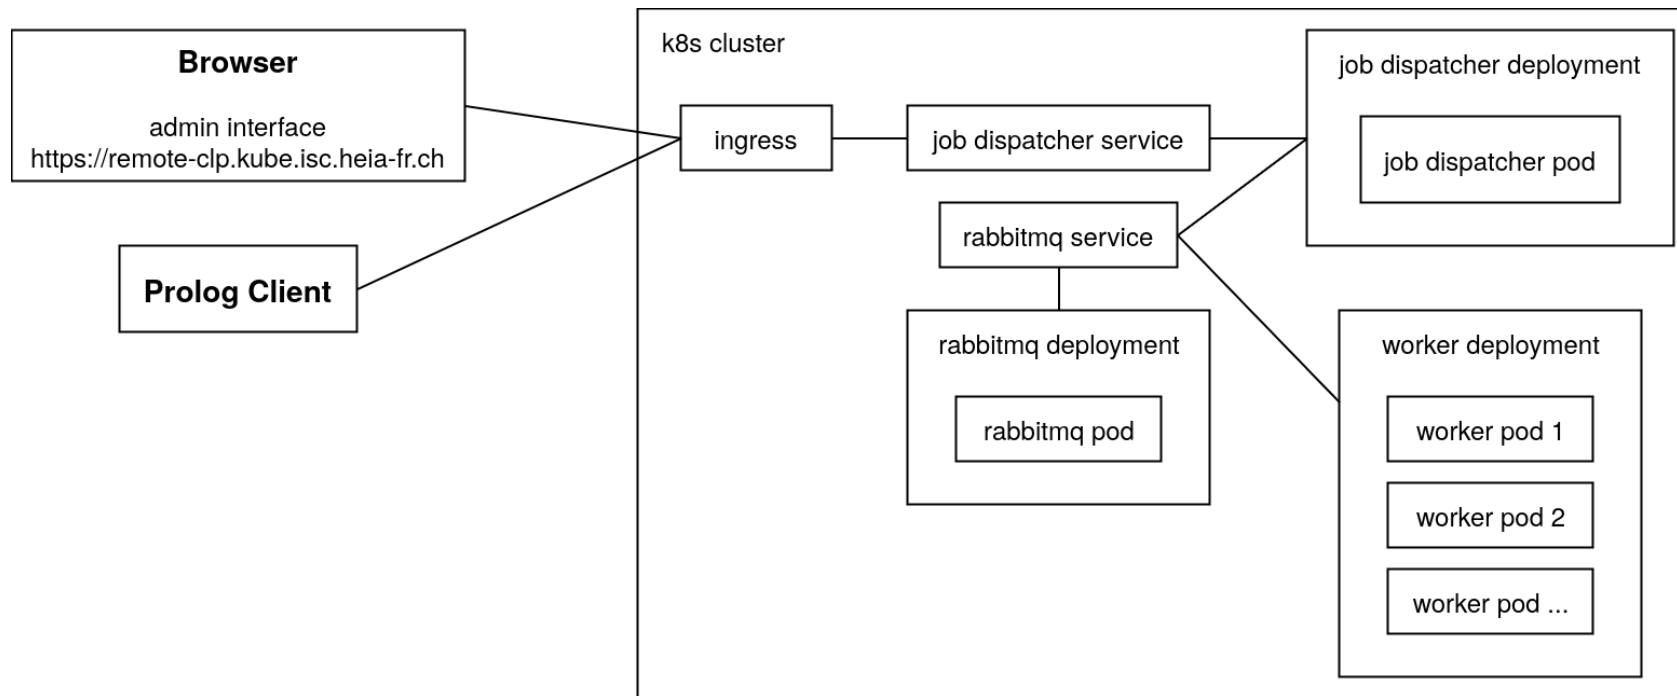 Browser
admin interface
https://remote-clp.kube.isc.heia-fr.ch
Prolog Client
k8s cluster
ingress
job dispatcher service
job dispatcher deployment
job dispatcher pod
rabbitmq service
rabbitmq deployment
rabbitmq pod
worker deployment
worker pod 1
worker pod 2
worker pod ...